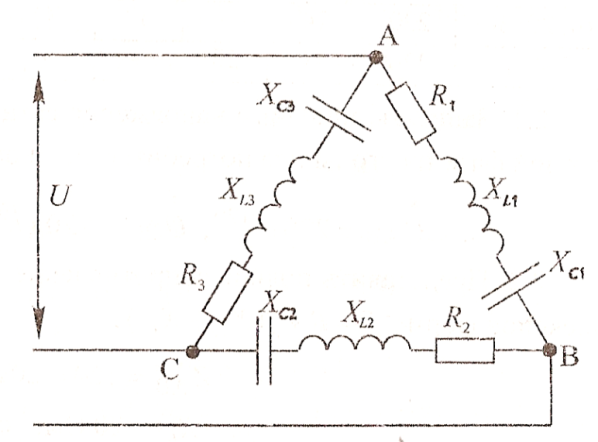 A
X_C3
R_1
U
X_L3
X_L1
R_3
X_C1
X_C2
X_L2
R_2
C
B